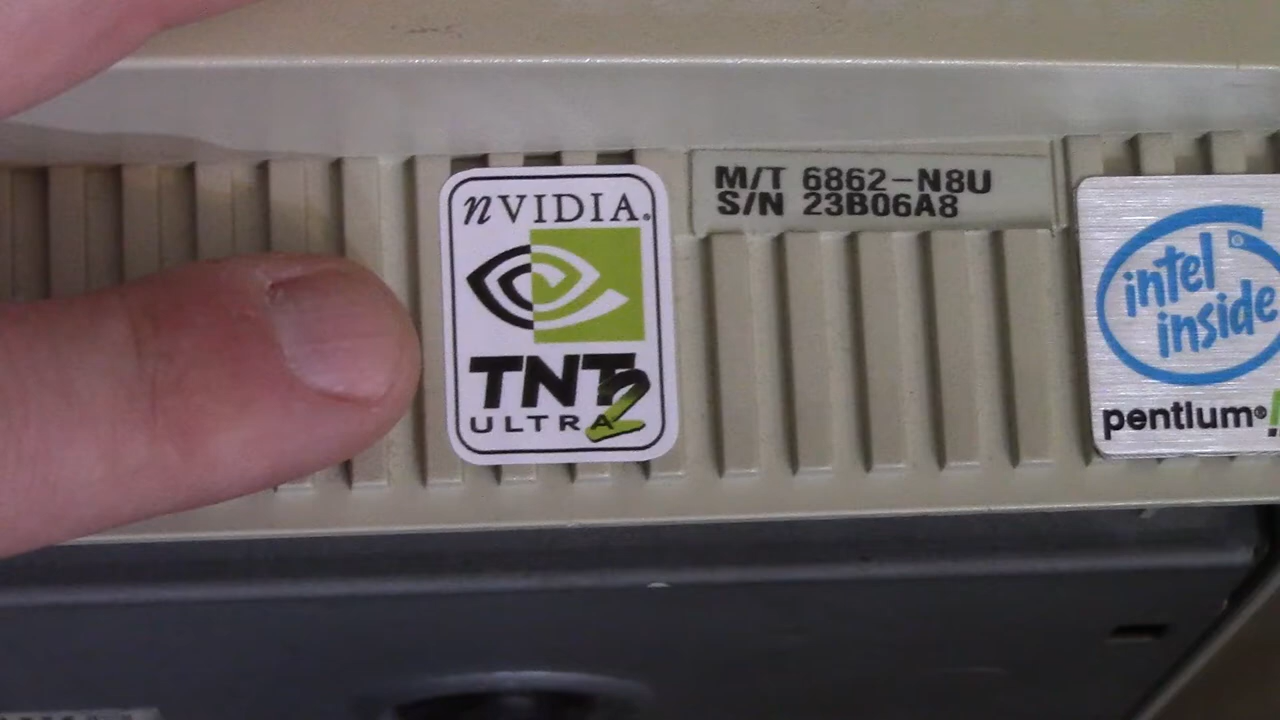 nVIDIA.
TNT2
ULTRA
M/T 6862-N8U
S/N 23B06A8
intel
inside
pentium®